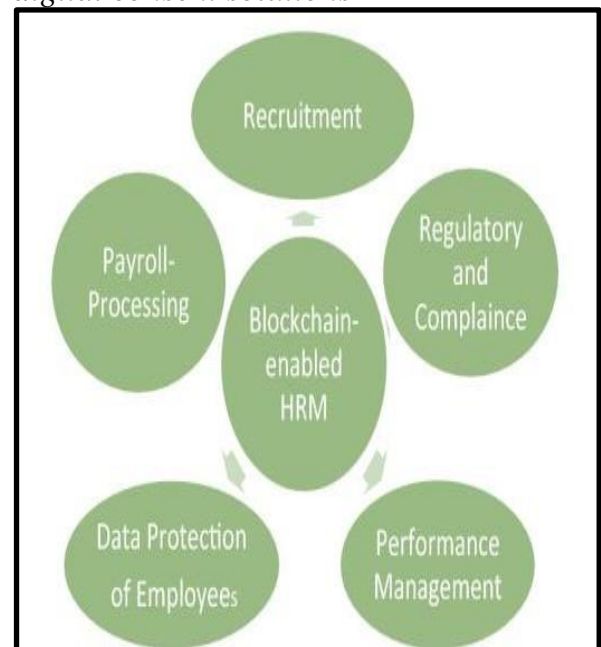 Recruitment
Payroll-
Processing
Regulatory
and
Complaince
Blockchain-
enabled
HRM
Data Protection
of Employees
Performance
Management